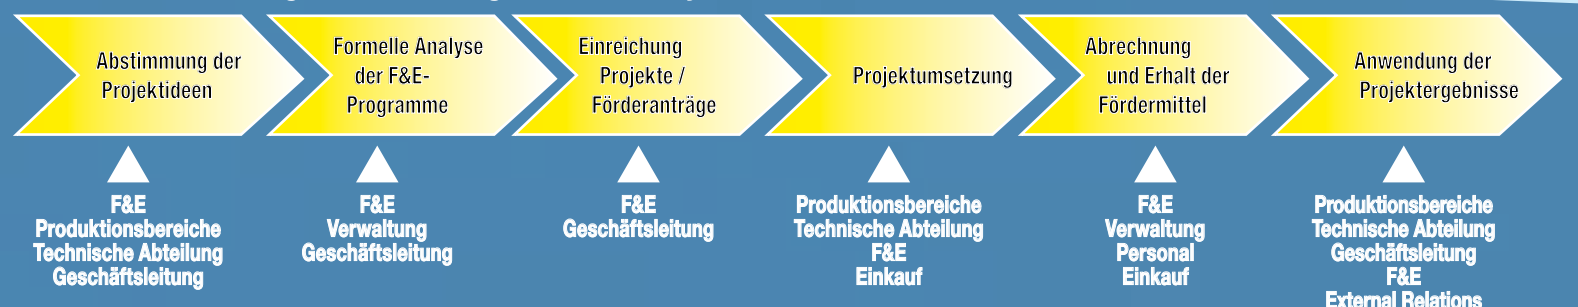 Abstimmung der
Projektideen
Formelle Analyse
der F&E-
Programme
Einreichung
Projekte /
Förderanträge
Projektumsetzung
Abrechnung
und Erhalt der
Fördermittel
Anwendung der
Projektergebnisse
F&E
Produktionsbereiche
Technische Abteilung
Geschäftsleitung
F&E
Verwaltung
Geschäftsleitung
F&E
Geschäftsleitung
Produktionsbereiche
Technische Abteilung
F&E
Einkauf
F&E
Verwaltung
Personal
Einkauf
Produktionsbereiche
Technische Abteilung
Geschäftsleitung
F&E
External Relations